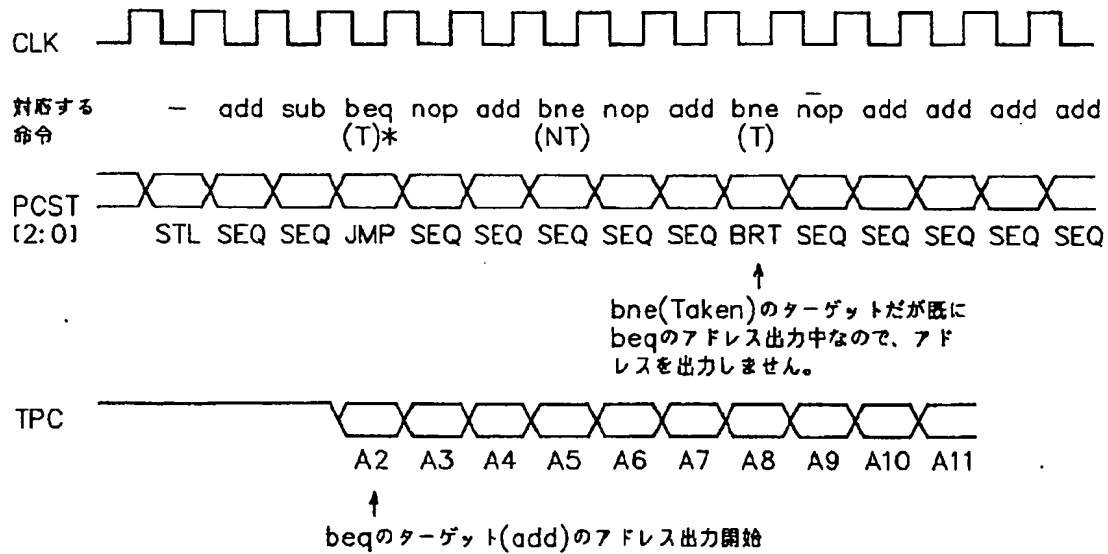 CLK
対応する — add sub beq nop add bne nop add bne nop add add add add
命令 (T)* (NT) (T)
PCST
[2:0] STL SEQ SEQ JMP SEQ SEQ SEQ SEQ SEQ BRT SEQ SEQ SEQ SEQ SEQ
bne(Taken)のターゲットだが既に
beqのアドレス出力中なので、アド
レスを出力しません。
TPC
A2 A3 A4 A5 A6 A7 A8 A9 A10 A11
beqのターゲット(add)のアドレス出力開始